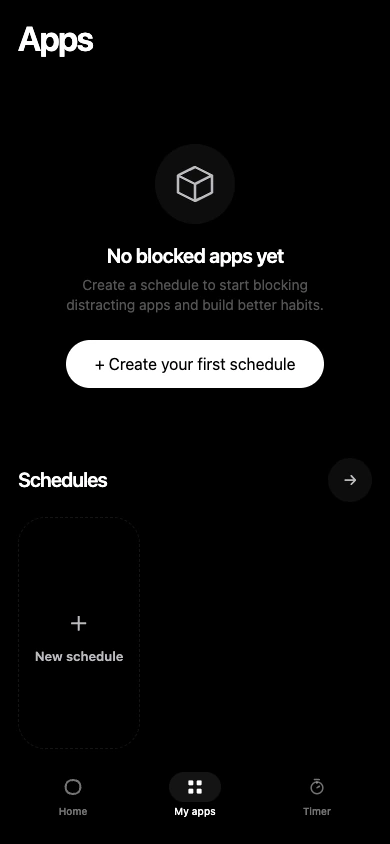 Apps
No blocked apps yet
Create a schedule to start blocking
distracting apps and build better habits.
+ Create your first schedule
Schedules
New schedule
Home
My apps
Timer